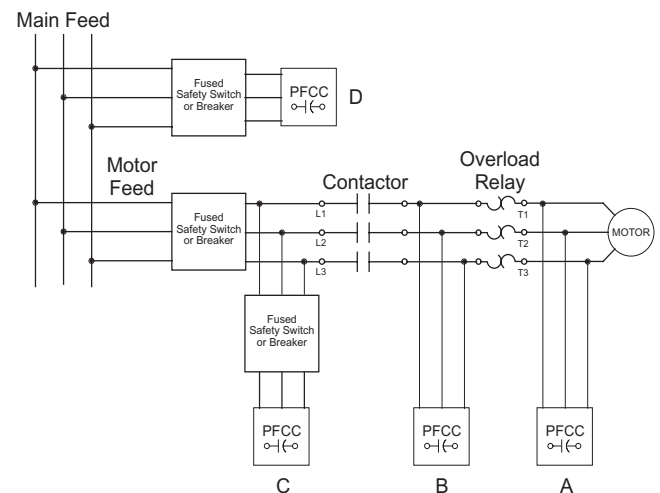 Main Feed
Fused
Safety Switch
or Breaker
PFCC
D
Motor
Feed
Fused
Safety Switch
or Breaker
Contactor
Overload
Relay
L1
L2
L3
T1
T2
T3
MOTOR
Fused
Safety Switch
or Breaker
PFCC
PFCC
PFCC
C
B
A